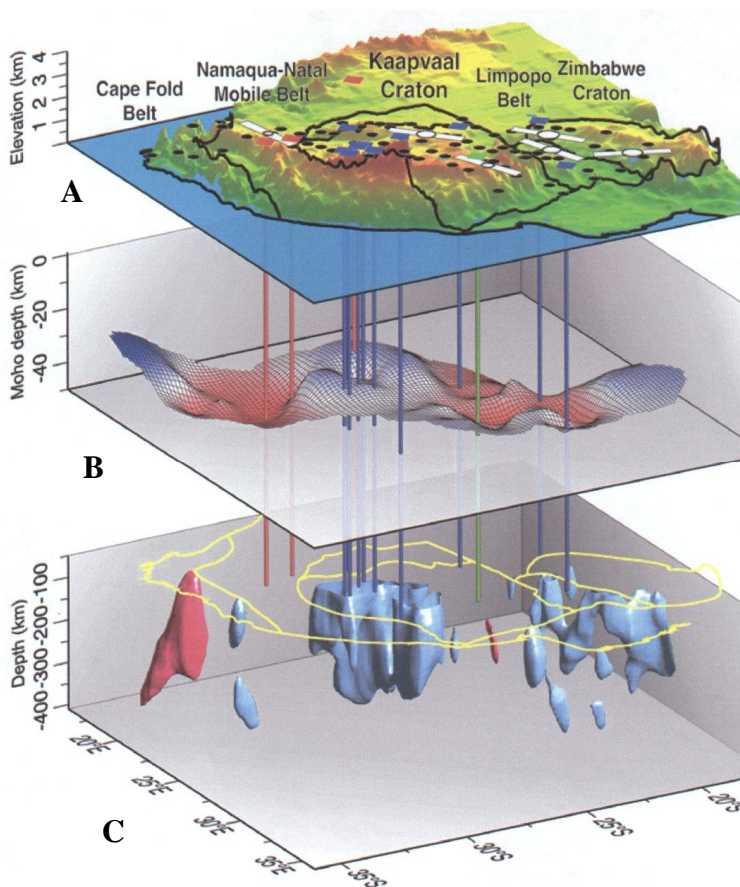 Elevation (km)
4
3
2
1
Cape Fold
Belt
Namaqua-Natal
Mobile Belt
Kaapvaal
Craton
Limpopo
Belt
Zimbabwe
Craton
A
Moho depth (km)
0
-20
-40
B
Depth (km)
-100
-200
-300
-400
20°E
25°E
30°E
35°E
C
35°S
30°S
25°S
20°S